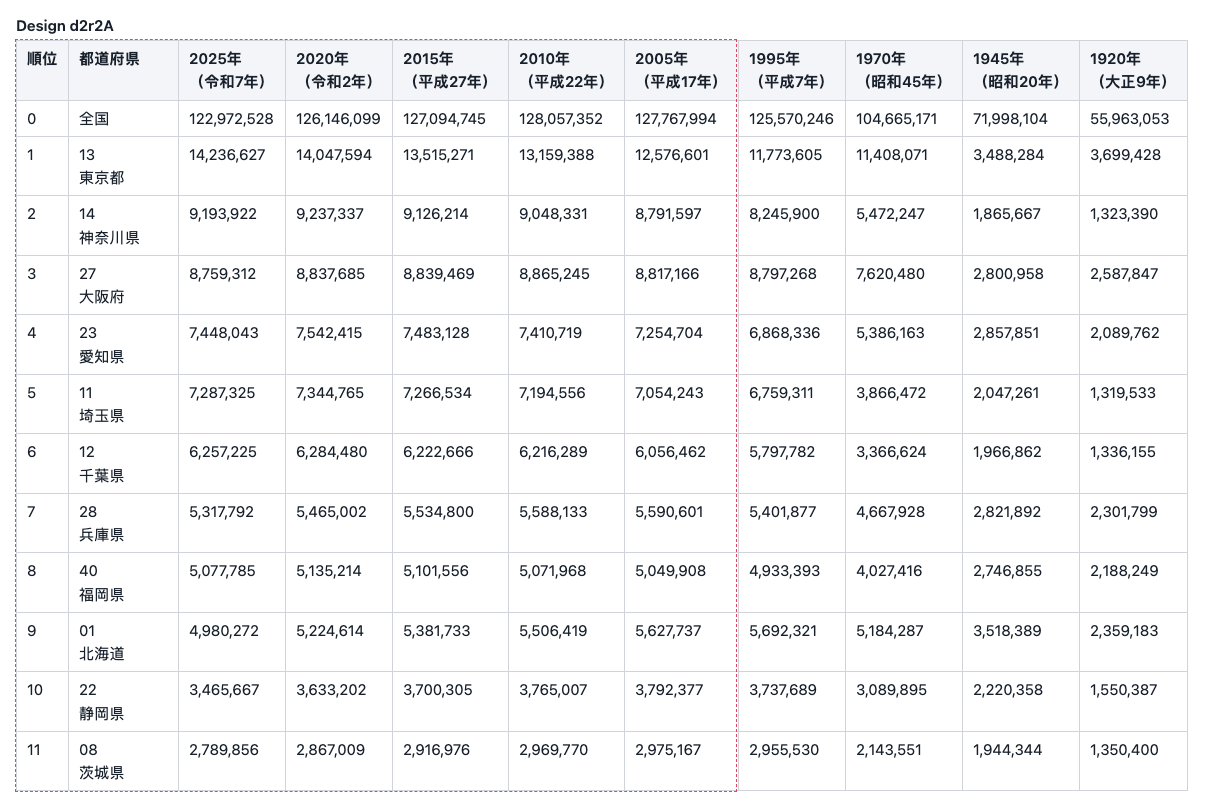 Design d2r2A
順位 都道府県 2025年 2020年 2015年 2010年 2005年 1995年 1970年 1945年 1920年
（令和7年） （令和2年） （平成27年） （平成22年） （平成17年） （平成7年） （昭和45年） （昭和20年） （大正9年）
0 全国 122,972,528 126,146,099 127,094,745 128,057,352 127,767,994 125,570,246 104,665,171 71,998,104 55,963,053
1 13 14,236,627 14,047,594 13,515,271 13,159,388 12,576,601 11,773,605 11,408,071 3,488,284 3,699,428
東京都
2 14 9,193,922 9,237,337 9,126,214 9,048,331 8,791,597 8,245,900 5,472,247 1,865,667 1,323,390
神奈川県
3 27 8,759,312 8,837,685 8,839,469 8,865,245 8,817,166 8,797,268 7,620,480 2,800,958 2,587,847
大阪府
4 23 7,448,043 7,542,415 7,483,128 7,410,719 7,254,704 6,868,336 5,386,163 2,857,851 2,089,762
愛知県
5 11 7,287,325 7,344,765 7,266,534 7,194,556 7,054,243 6,759,311 3,866,472 2,047,261 1,319,533
埼玉県
6 12 6,257,225 6,284,480 6,222,666 6,216,289 6,056,462 5,797,782 3,366,624 1,966,862 1,336,155
千葉県
7 28 5,317,792 5,465,002 5,534,800 5,588,133 5,590,601 5,401,877 4,667,928 2,821,892 2,301,799
兵庫県
8 40 5,077,785 5,135,214 5,101,556 5,071,968 5,049,908 4,933,393 4,027,416 2,746,855 2,188,249
福岡県
9 01 4,980,272 5,224,614 5,381,733 5,506,419 5,627,737 5,692,321 5,184,287 3,518,389 2,359,183
北海道
10 22 3,465,667 3,633,202 3,700,305 3,765,007 3,792,377 3,737,689 3,089,895 2,220,358 1,550,387
静岡県
11 08 2,789,856 2,867,009 2,916,976 2,969,770 2,975,167 2,955,530 2,143,551 1,944,344 1,350,400
茨城県